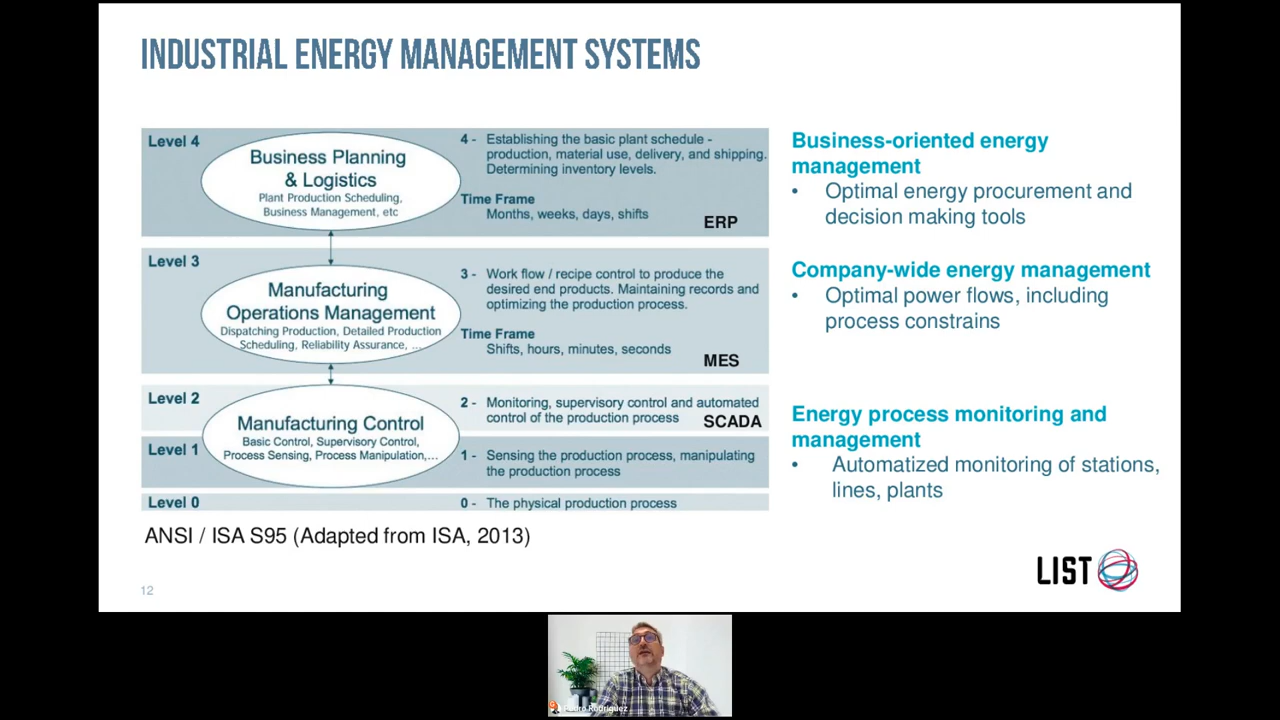 INDUSTRIAL ENERGY MANAGEMENT SYSTEMS
Level 4
Business Planning
& Logistics
Plant Production Scheduling,
Business Management, etc
4 - Establishing the basic plant schedule -
production, material use, delivery, and shipping.
Determining inventory levels.
Time Frame
Months, weeks, days, shifts
ERP
Level 3
Manufacturing
Operations Management
Dispatching Production, Detailed Production
Scheduling, Reliability Assurance, ...
3 - Work flow / recipe control to produce the
desired end products. Maintaining records and
optimizing the production process.
Time Frame
Shifts, hours, minutes, seconds
MES
Level 2
Manufacturing Control
Basic Control, Supervisory Control,
Process Sensing, Process Manipulation,...
2 - Monitoring, supervisory control and automated
control of the production process
SCADA
Level 1
1 - Sensing the production process, manipulating
the production process
Level 0
0 - The physical production process
ANSI / ISA S95 (Adapted from ISA, 2013)
Business-oriented energy
management
• Optimal energy procurement and
decision making tools
Company-wide energy management
• Optimal power flows, including
process constrains
Energy process monitoring and
management
• Automatized monitoring of stations,
lines, plants
12
LIST
Pedro Rodriguez